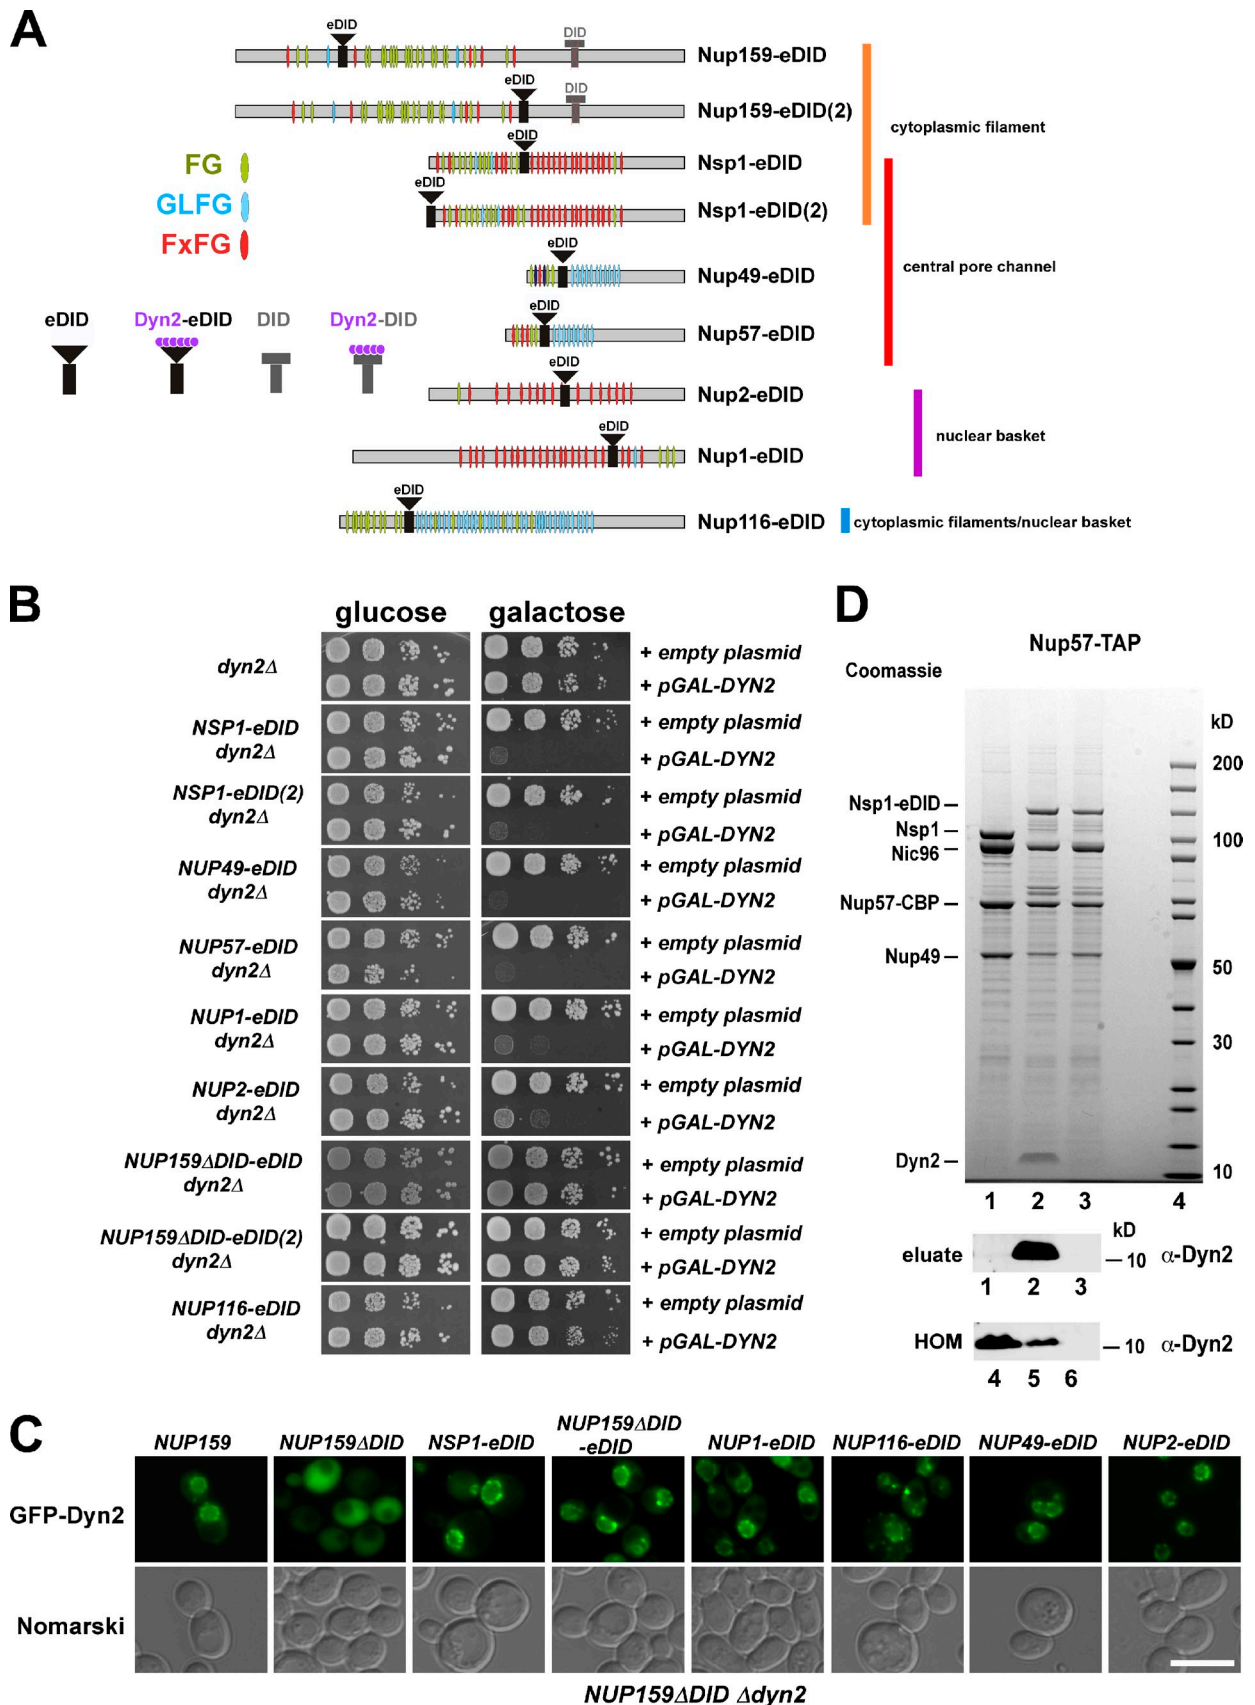 A
eDID
DID
Nup159-eDID
eDID
DID
Nup159-eDID(2)
cytoplasmic filament
eDID
Nsp1-eDID
FG
GLFG
FxFG
eDID
Nsp1-eDID(2)
eDID
Nup49-eDID
central pore channel
eDID
Nup57-eDID
eDID
Dyn2-eDID
DID
Dyn2-DID
eDID
Nup2-eDID
eDID
Nup1-eDID
nuclear basket
eDID
Nup116-eDID
cytoplasmic filaments/nuclear basket
B
glucose galactose
dyn2Δ
+ empty plasmid
+ pGAL-DYN2
NSP1-eDID
dyn2Δ
+ empty plasmid
+ pGAL-DYN2
NSP1-eDID(2)
dyn2Δ
+ empty plasmid
+ pGAL-DYN2
NUP49-eDID
dyn2Δ
+ empty plasmid
+ pGAL-DYN2
NUP57-eDID
dyn2Δ
+ empty plasmid
+ pGAL-DYN2
NUP1-eDID
dyn2Δ
+ empty plasmid
+ pGAL-DYN2
NUP2-eDID
dyn2Δ
+ empty plasmid
+ pGAL-DYN2
NUP159ΔDID-eDID
dyn2Δ
+ empty plasmid
+ pGAL-DYN2
NUP159ΔDID-eDID(2)
dyn2Δ
+ empty plasmid
+ pGAL-DYN2
NUP116-eDID
dyn2Δ
+ empty plasmid
+ pGAL-DYN2
D
Nup57-TAP
Coomassie
kD
200
Nsp1-eDID
Nsp1
100
Nic96
Nup57-CBP
Nup49
50
30
Dyn2
10
1 2 3 4
kD
eluate
10 α-Dyn2
1 2 3
HOM
10 α-Dyn2
4 5 6
C
NUP159
NUP159ΔDID
NSP1-eDID
NUP159ΔDID
-eDID
NUP1-eDID
NUP116-eDID
NUP49-eDID
NUP2-eDID
GFP-Dyn2
Nomarski
NUP159ΔDID Δdyn2